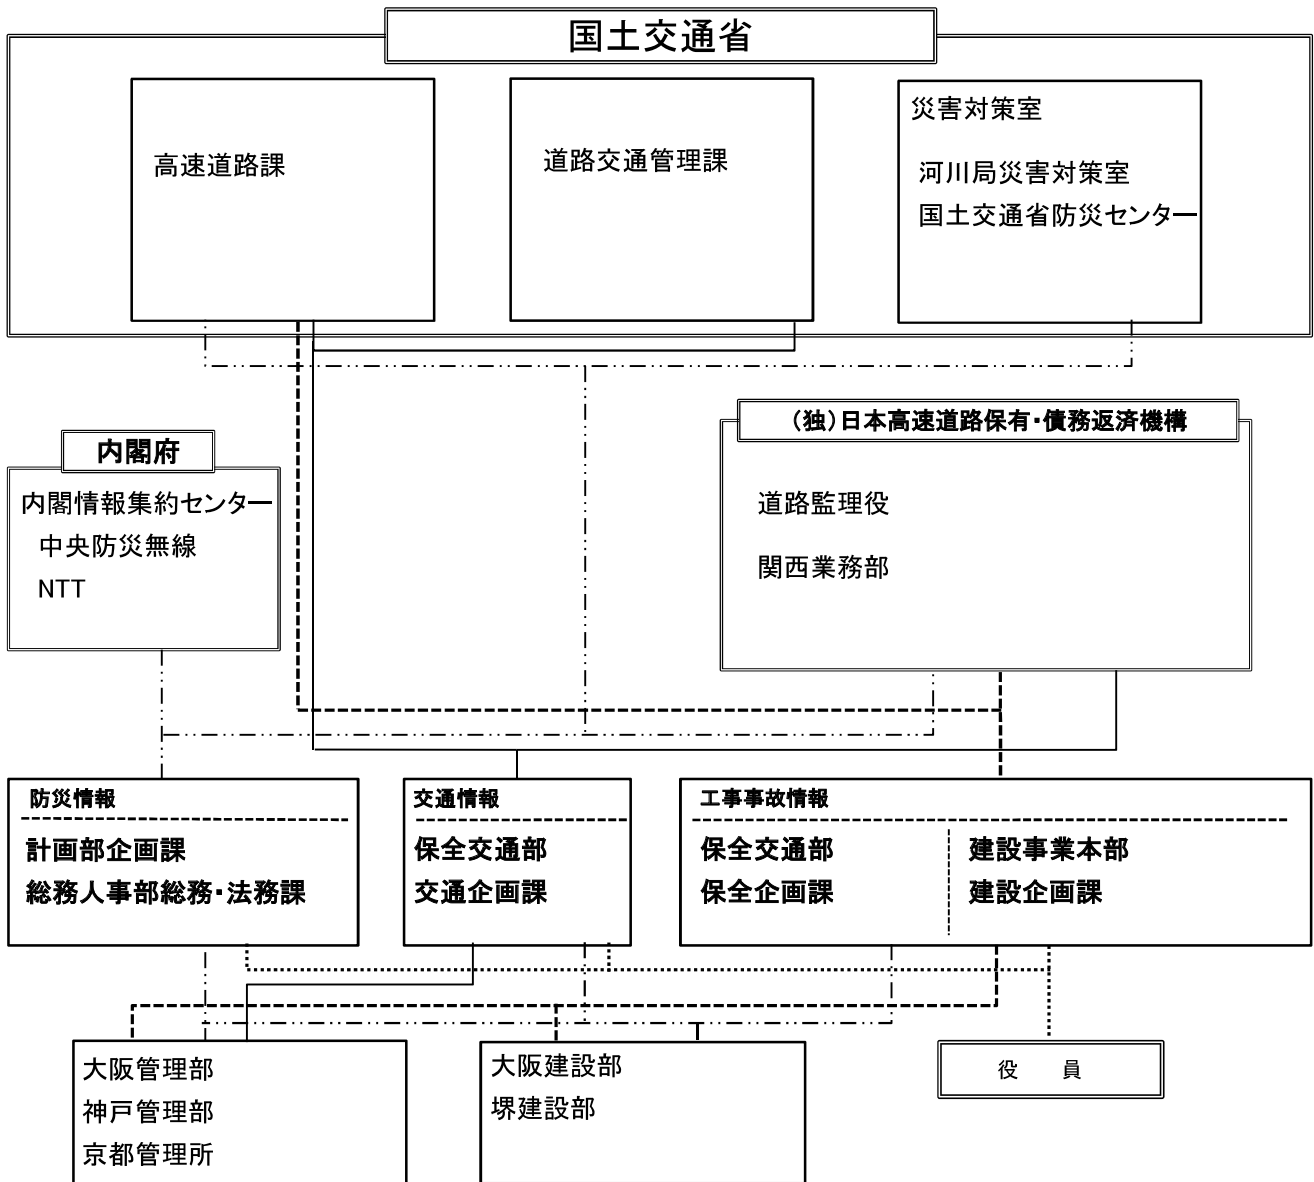 国土交通省
高速道路課
道路交通管理課
災害対策室
河川局災害対策室
国土交通省防災センター
(独)日本高速道路保有・債務返済機構
道路監理役
関西業務部
内閣府
内閣情報集約センター
中央防災無線
NTT
防災情報
計画部企画課
総務人事部総務・法務課
交通情報
保全交通部
交通企画課
工事事故情報
保全交通部
保全企画課
建設事業本部
建設企画課
大阪管理部
神戸管理部
京都管理所
大阪建設部
堺建設部
役 員